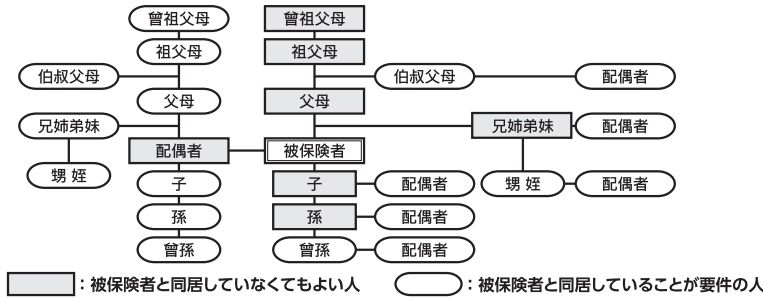 曾祖父母 曾祖父母
祖父母 祖父母
伯叔父母 伯叔父母 配偶者
父母 父母
兄姉弟妹 兄姉弟妹 配偶者
配偶者 被保険者
甥 姪 子 子 配偶者 甥 姪 配偶者
孫 孫 配偶者
曾孫 曾孫 配偶者
：被保険者と同居していなくてもよい人 ：被保険者と同居していることが要件の人